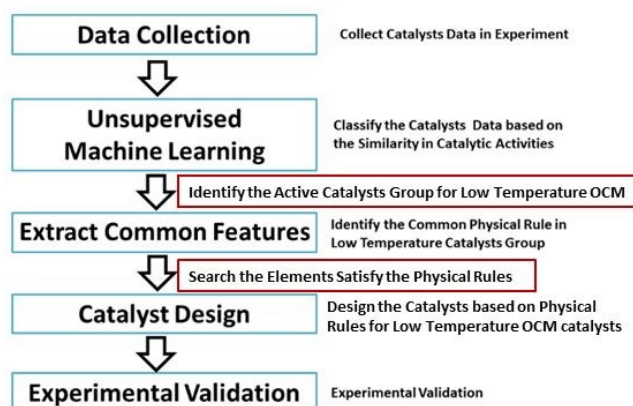 Data Collection
Collect Catalysts Data in Experiment
Unsupervised
Machine Learning
Classify the Catalysts Data based on
the Similarity in Catalytic Activities
Identify the Active Catalysts Group for Low Temperature OCM
Extract Common Features
Identify the Common Physical Rule in
Low Temperature Catalysts Group
Search the Elements Satisfy the Physical Rules
Catalyst Design
Design the Catalysts based on Physical
Rules for Low Temperature OCM catalysts
Experimental Validation
Experimental Validation